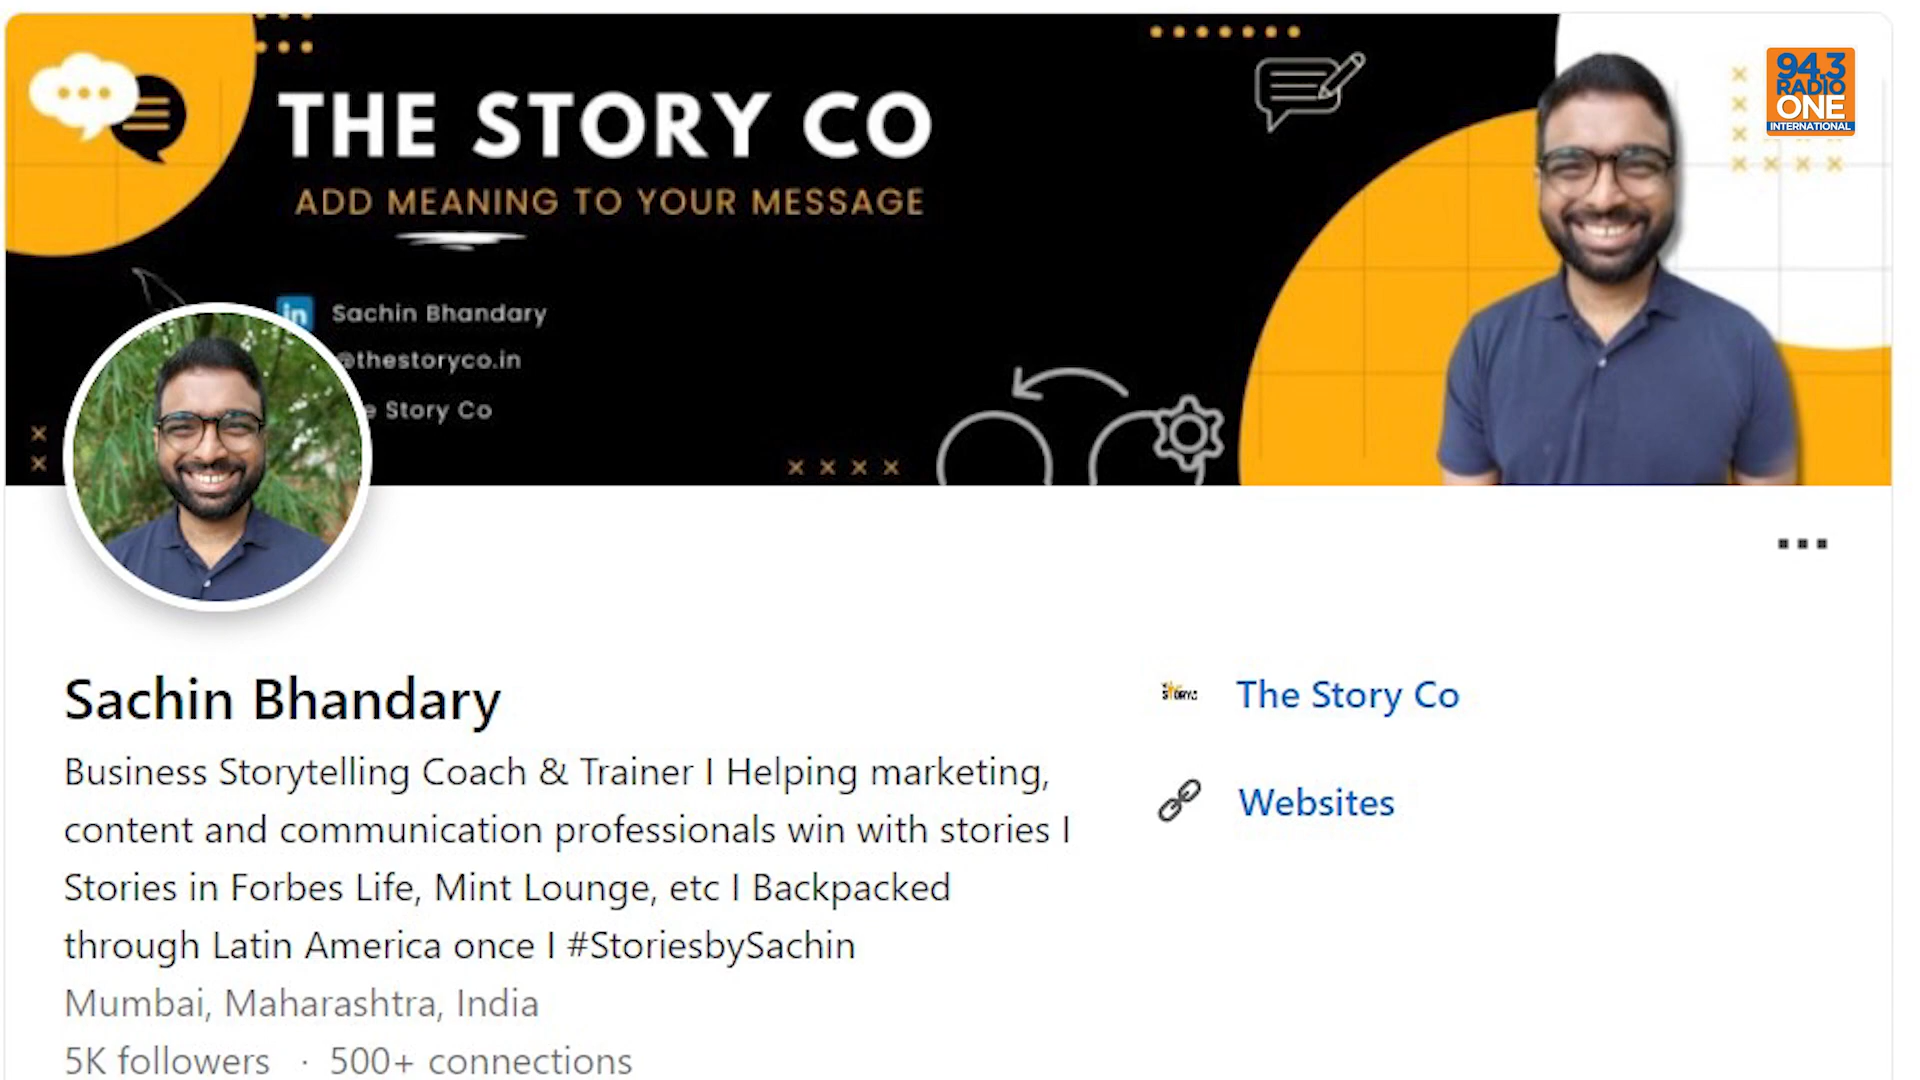 THE STORY CO
ADD MEANING TO YOUR MESSAGE
in Sachin Bhandary
@thestoryco.in
Story Co
94.3
RADIO
ONE
INTERNATIONAL
Sachin Bhandary
Business Storytelling Coach & Trainer I Helping marketing,
content and communication professionals win with stories I
Stories in Forbes Life, Mint Lounge, etc I Backpacked
through Latin America once I #StoriesbySachin
Mumbai, Maharashtra, India
5K followers · 500+ connections
The Story Co
Websites